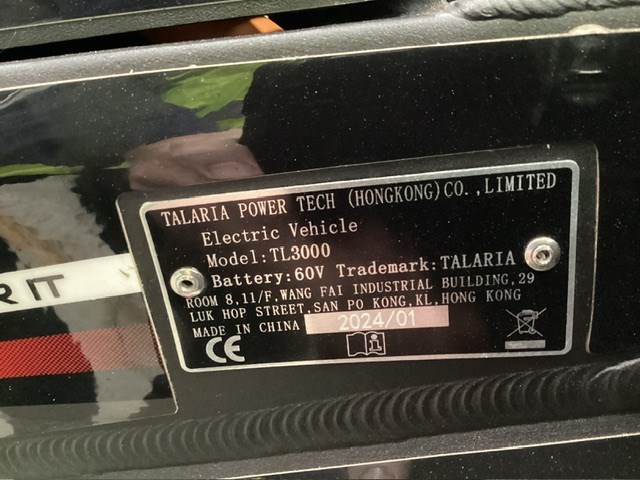 TALARIA POWER TECH (HONGKONG)CO.,LIMITED
Electric Vehicle
Model:TL3000
Battery:60V Trademark:TALARIA
ROOM 8,11/F,WANG FAI INDUSTRIAL BUILDING,29
LUK HOP STREET,SAN PO KONG,KL,HONG KONG
MADE IN CHINA 2024/01
CE
R IT